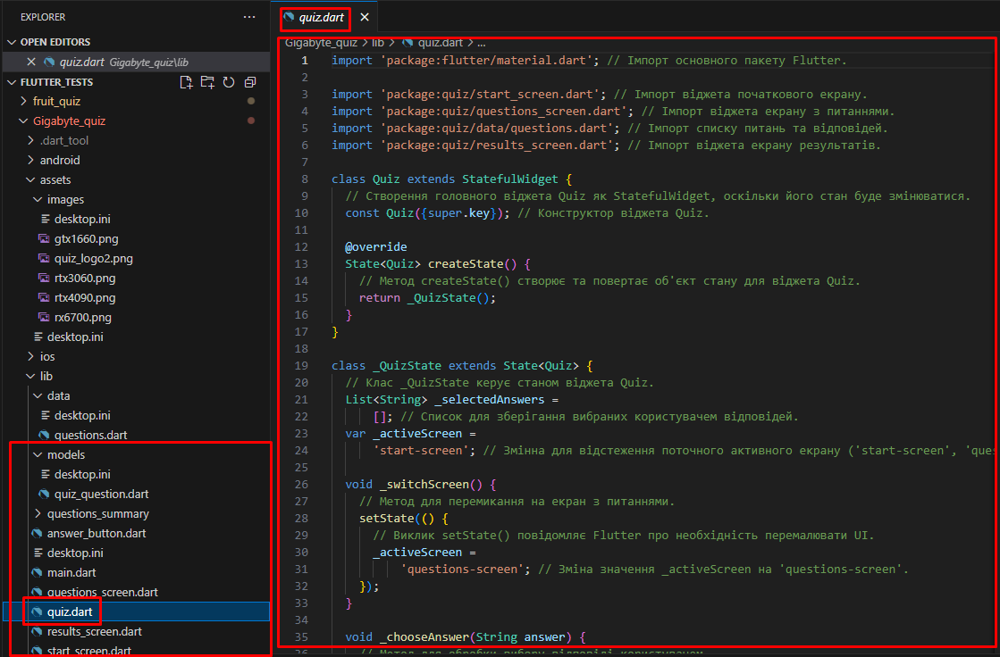 EXPLORER
OPEN EDITORS
quiz.dart Gigabyte_quiz\lib
FLUTTER_TESTS
fruit_quiz
Gigabyte_quiz
.dart_tool
android
assets
images
desktop.ini
gtx1660.png
quiz_logo2.png
rtx3060.png
rtx4090.png
rx6700.png
desktop.ini
ios
lib
data
desktop.ini
questions.dart
models
desktop.ini
quiz_question.dart
questions_summary
answer_button.dart
desktop.ini
main.dart
questions_screen.dart
quiz.dart
results_screen.dart
start_screen.dart
quiz.dart
Gigabyte_quiz > lib > quiz.dart > ...
1 import 'package:flutter/material.dart'; // Імпорт основного пакету Flutter.
2
3 import 'package:quiz/start_screen.dart'; // Імпорт віджета початкового екрану.
4 import 'package:quiz/questions_screen.dart'; // Імпорт віджета екрану з питаннями.
5 import 'package:quiz/data/questions.dart'; // Імпорт списку питань та відповідей.
6 import 'package:quiz/results_screen.dart'; // Імпорт віджета екрану результатів.
7
8 class Quiz extends StatefulWidget {
9 // Створення головного віджета Quiz як StatefulWidget, оскільки його стан буде змінюватися.
10 const Quiz({super.key}); // Конструктор віджета Quiz.
11
12 @override
13 State<Quiz> createState() {
14 // Метод createState() створює та повертає об'єкт стану для віджета Quiz.
15 return _QuizState();
16 }
17 }
18
19 class _QuizState extends State<Quiz> {
20 // Клас _QuizState керує станом віджета Quiz.
21 List<String> _selectedAnswers =
22 []; // Список для зберігання вибраних користувачем відповідей.
23 var _activeScreen =
24 'start-screen'; // Змінна для відстеження поточного активного екрану ('start-screen', 'ques
25
26 void _switchScreen() {
27 // Метод для перемикання на екран з питаннями.
28 setState(() {
29 // Виклик setState() повідомляє Flutter про необхідність перемалювати UI.
30 _activeScreen =
31 'questions-screen'; // Зміна значення _activeScreen на 'questions-screen'.
32 });
33 }
34
35 void _chooseAnswer(String answer) {
36 // Метод для обробки вибору відповіді користувачем.